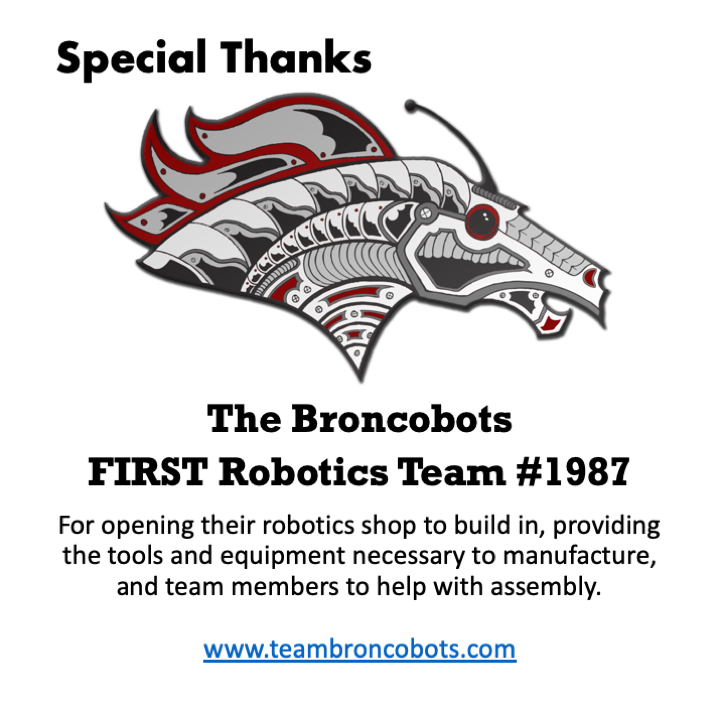 Special Thanks
The Broncobots
FIRST Robotics Team #1987
For opening their robotics shop to build in, providing
the tools and equipment necessary to manufacture,
and team members to help with assembly.
www.teambroncobots.com